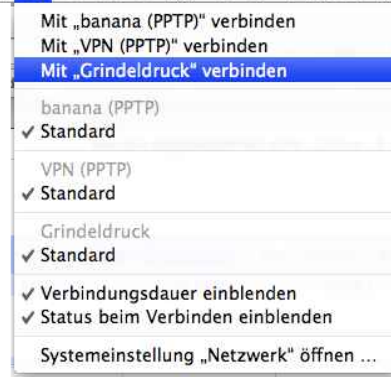 Mit „banana (PPTP)“ verbinden
Mit „VPN (PPTP)“ verbinden
Mit „Grindeldruck“ verbinden
banana (PPTP)
✓ Standard
VPN (PPTP)
✓ Standard
Grindeldruck
✓ Standard
✓ Verbindungsdauer einblenden
✓ Status beim Verbinden einblenden
Systemeinstellung „Netzwerk“ öffnen ...